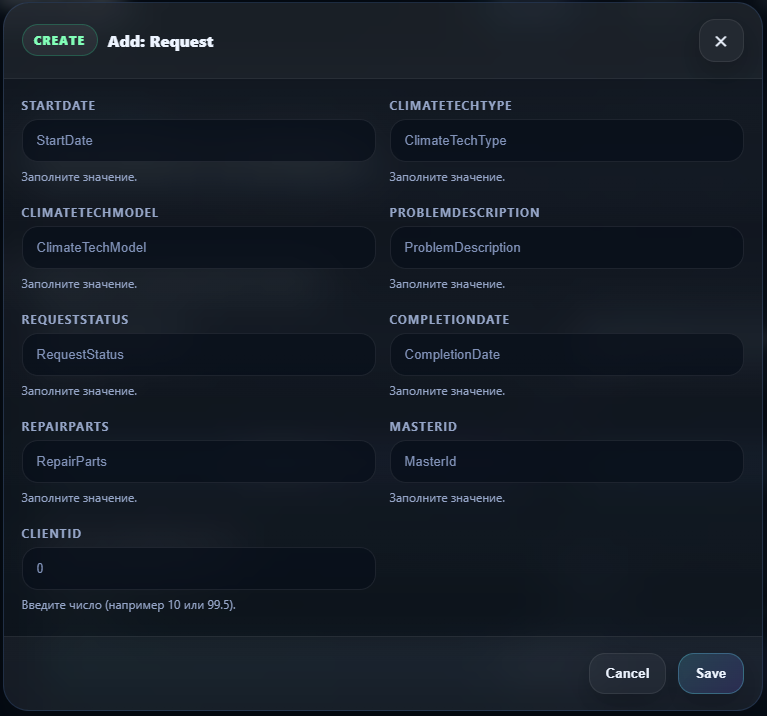 CREATE Add: Request
STARTDATE
StartDate
Заполните значение.
CLIMATETECHTYPE
ClimateTechType
Заполните значение.
CLIMATETECHMODEL
ClimateTechModel
Заполните значение.
PROBLEMDESCRIPTION
ProblemDescription
Заполните значение.
REQUESTSTATUS
RequestStatus
Заполните значение.
COMPLETIONDATE
CompletionDate
Заполните значение.
REPAIRPARTS
RepairParts
Заполните значение.
MASTERID
MasterId
Заполните значение.
CLIENTID
0
Введите число (например 10 или 99.5).
Cancel
Save